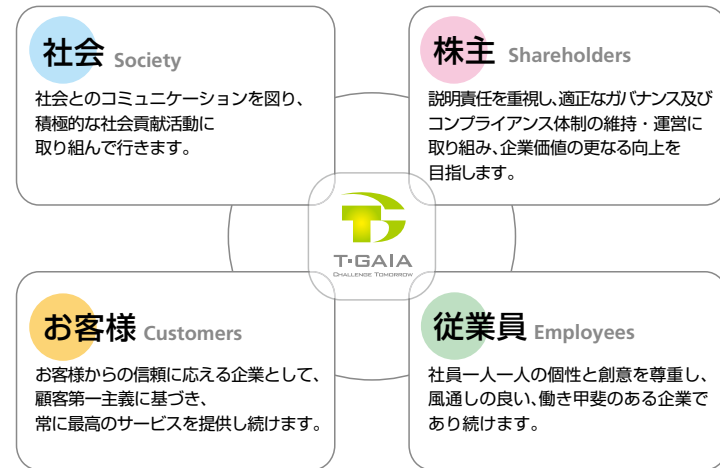 社会 Society
社会とのコミュニケーションを図り、
積極的な社会貢献活動に
取り組んで行きます。
株主 Shareholders
説明責任を重視し、適正なガバナンス及び
コンプライアンス体制の維持・運営に
取り組み、企業価値の更なる向上を
目指します。
T·GAIA
CHALLENGE TOMORROW
お客様 Customers
お客様からの信頼に応える企業として、
顧客第一主義に基づき、
常に最高のサービスを提供し続けます。
従業員 Employees
社員一人一人の個性と創意を尊重し、
風通しの良い、働き甲斐のある企業で
あり続けます。